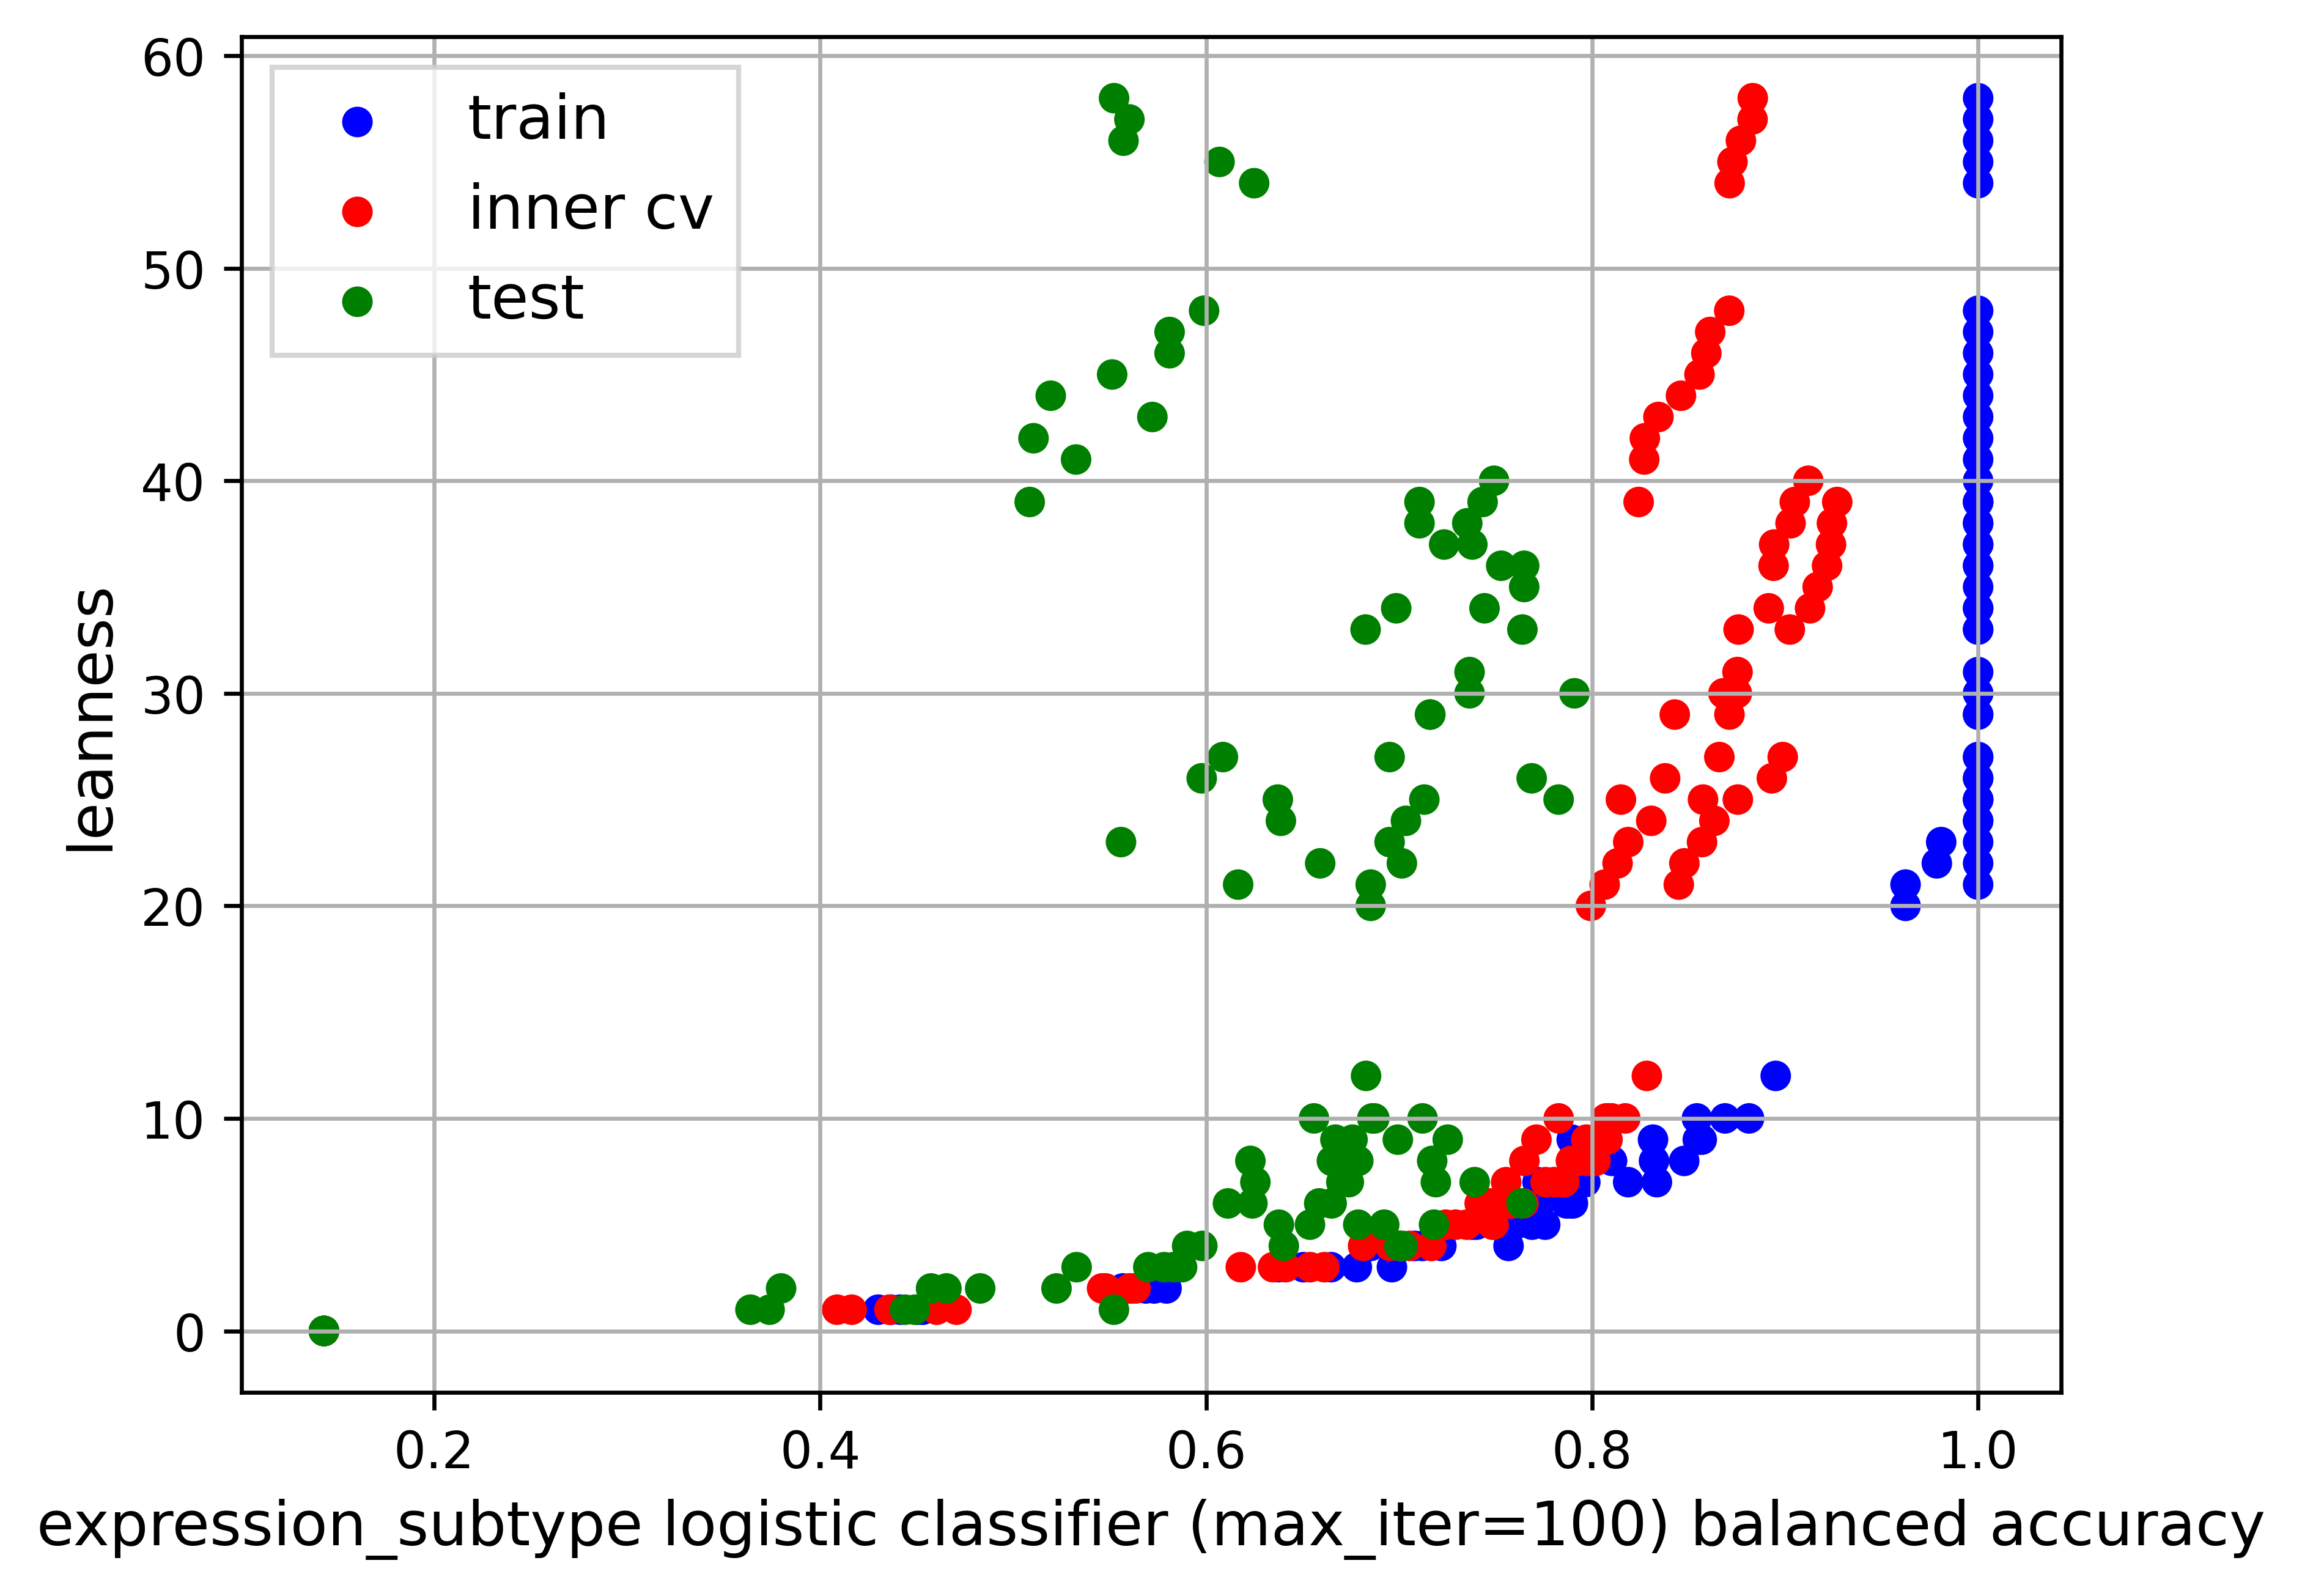 60
50
40
30
20
10
0
leanness
train
inner cv
test
0.2 0.4 0.6 0.8 1.0
expression_subtype logistic classifier (max_iter=100) balanced accuracy